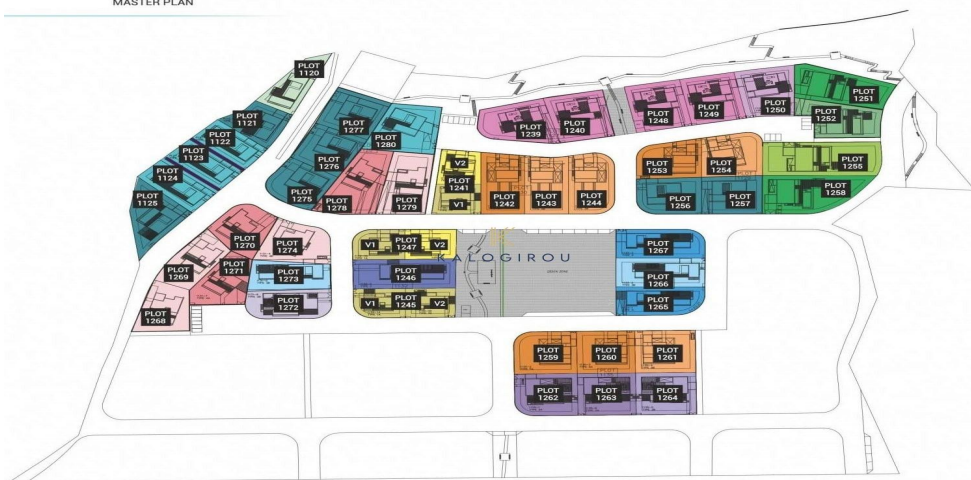 MASTER PLAN
PLOT
1120
PLOT
1121
PLOT
1122
PLOT
1123
PLOT
1124
PLOT
1125
PLOT
1277
PLOT
1280
PLOT
1276
PLOT
1275
PLOT
1278
PLOT
1279
V2
PLOT
1241
V1
PLOT
1242
PLOT
1243
PLOT
1244
PLOT
1239
PLOT
1240
PLOT
1248
PLOT
1249
PLOT
1250
PLOT
1251
PLOT
1252
PLOT
1253
PLOT
1254
PLOT
1255
PLOT
1256
PLOT
1257
PLOT
1258
PLOT
1270
PLOT
1274
PLOT
1269
PLOT
1271
PLOT
1273
PLOT
1272
PLOT
1268
V1
PLOT
1247
V2
PLOT
1246
V1
PLOT
1245
V2
KALOGIROU
PLOT
1267
PLOT
1266
PLOT
1265
PLOT
1259
PLOT
1260
PLOT
1261
PLOT
1262
PLOT
1263
PLOT
1264